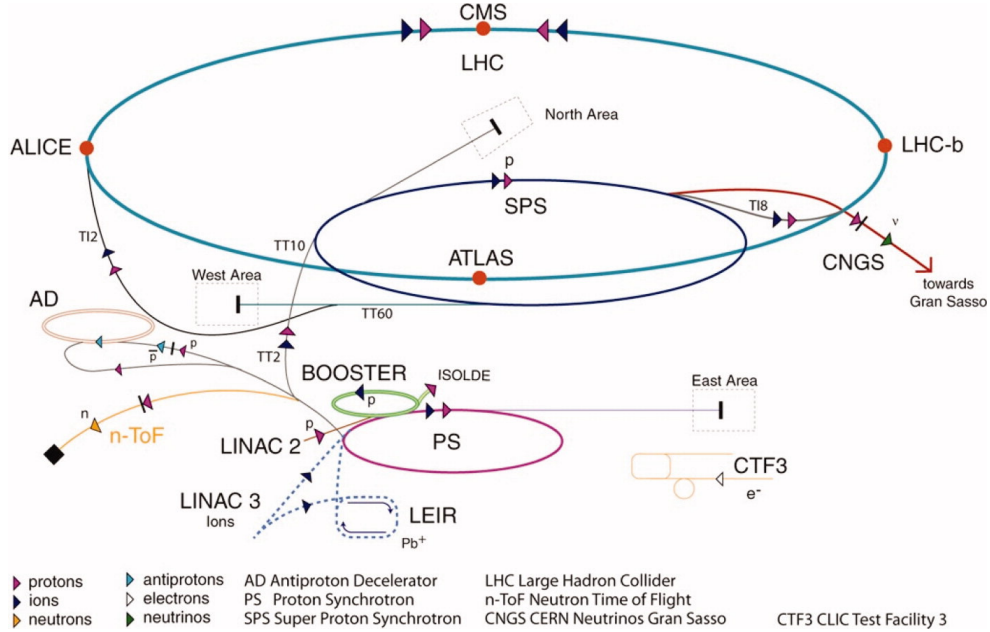 CMS
LHC
North Area
ALICE
LHC-b
p
SPS
TI8
TI2
TT10
ν
ATLAS
CNGS
West Area
towards
Gran Sasso
AD
TT60
p
p̅
TT2
BOOSTER
ISOLDE
p
East Area
n
n-ToF
p
LINAC 2
PS
CTF3
e-
LINAC 3
Ions
LEIR
Pb+
protons
antiprotons
AD Antiproton Decelerator
LHC Large Hadron Collider
ions
electrons
PS Proton Synchrotron
n-ToF Neutron Time of Flight
neutrons
neutrinos
SPS Super Proton Synchrotron
CNGS CERN Neutrinos Gran Sasso
CTF3 CLIC Test Facility 3